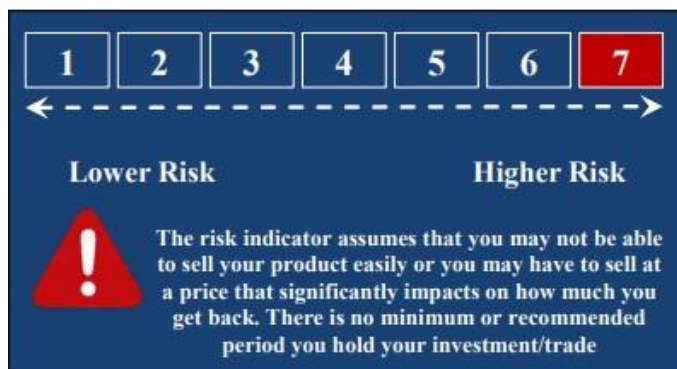 1 2 3 4 5 6 7
Lower Risk Higher Risk
!
The risk indicator assumes that you may not be able
to sell your product easily or you may have to sell at
a price that significantly impacts on how much you
get back. There is no minimum or recommended
period you hold your investment/trade